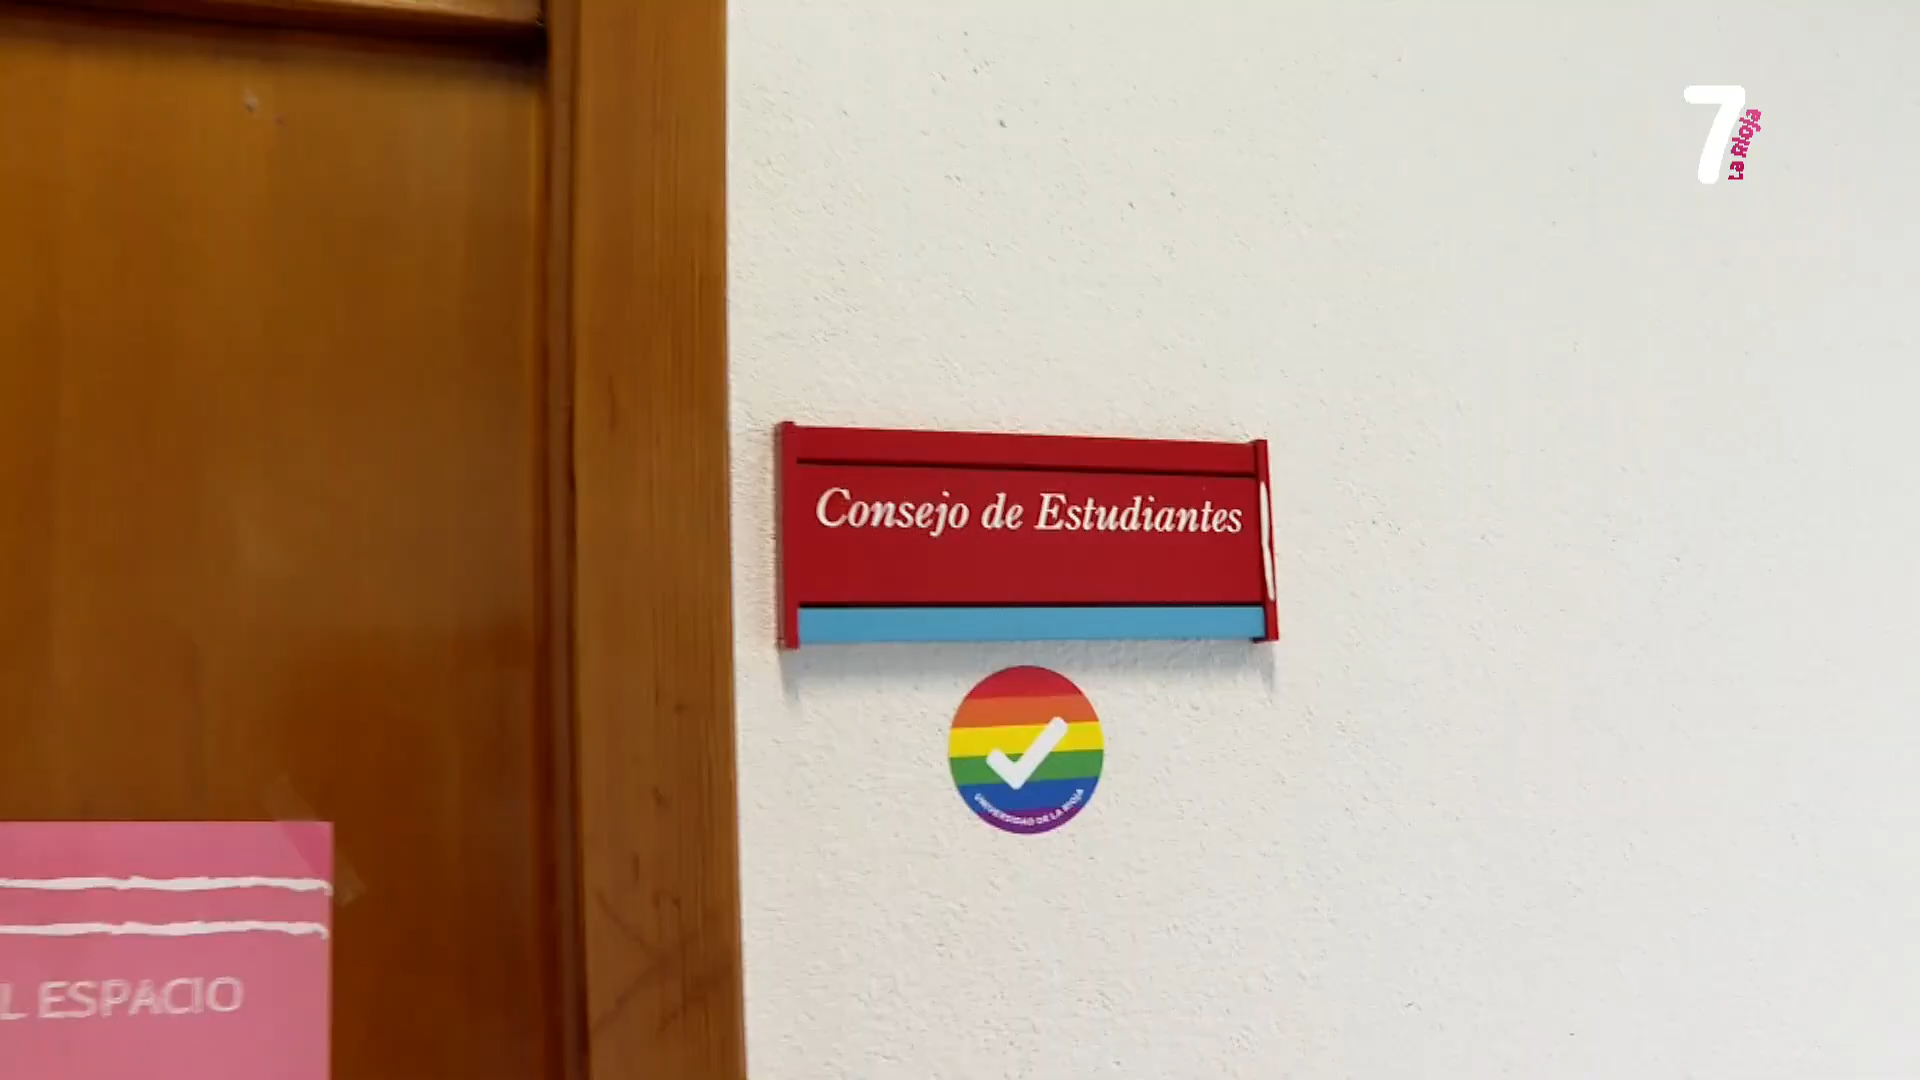 7
La Rioja
Consejo de Estudiantes
UNIVERSIDAD DE LA RIOJA
L ESPACIO